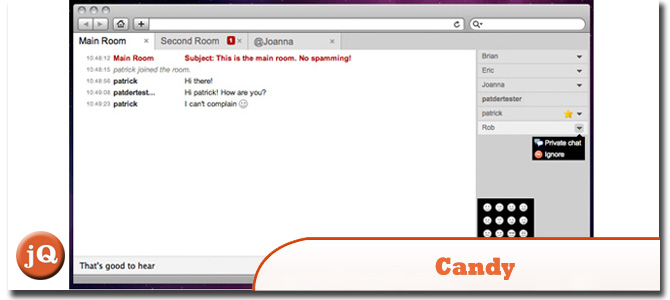 Main Room × Second Room 1 × @Joanna ×
10:48:12 Main Room Subject: This is the main room. No spamming!
10:48:15 patrick joined the room.
10:48:56 patrick Hi there!
10:49:08 patdertest... Hi patrick! How are you?
10:49:23 patrick I can't complain
Brian
Eric
Joanna
patdertester
patrick
Rob
Private chat
Ignore
That's good to hear
jQ
Candy